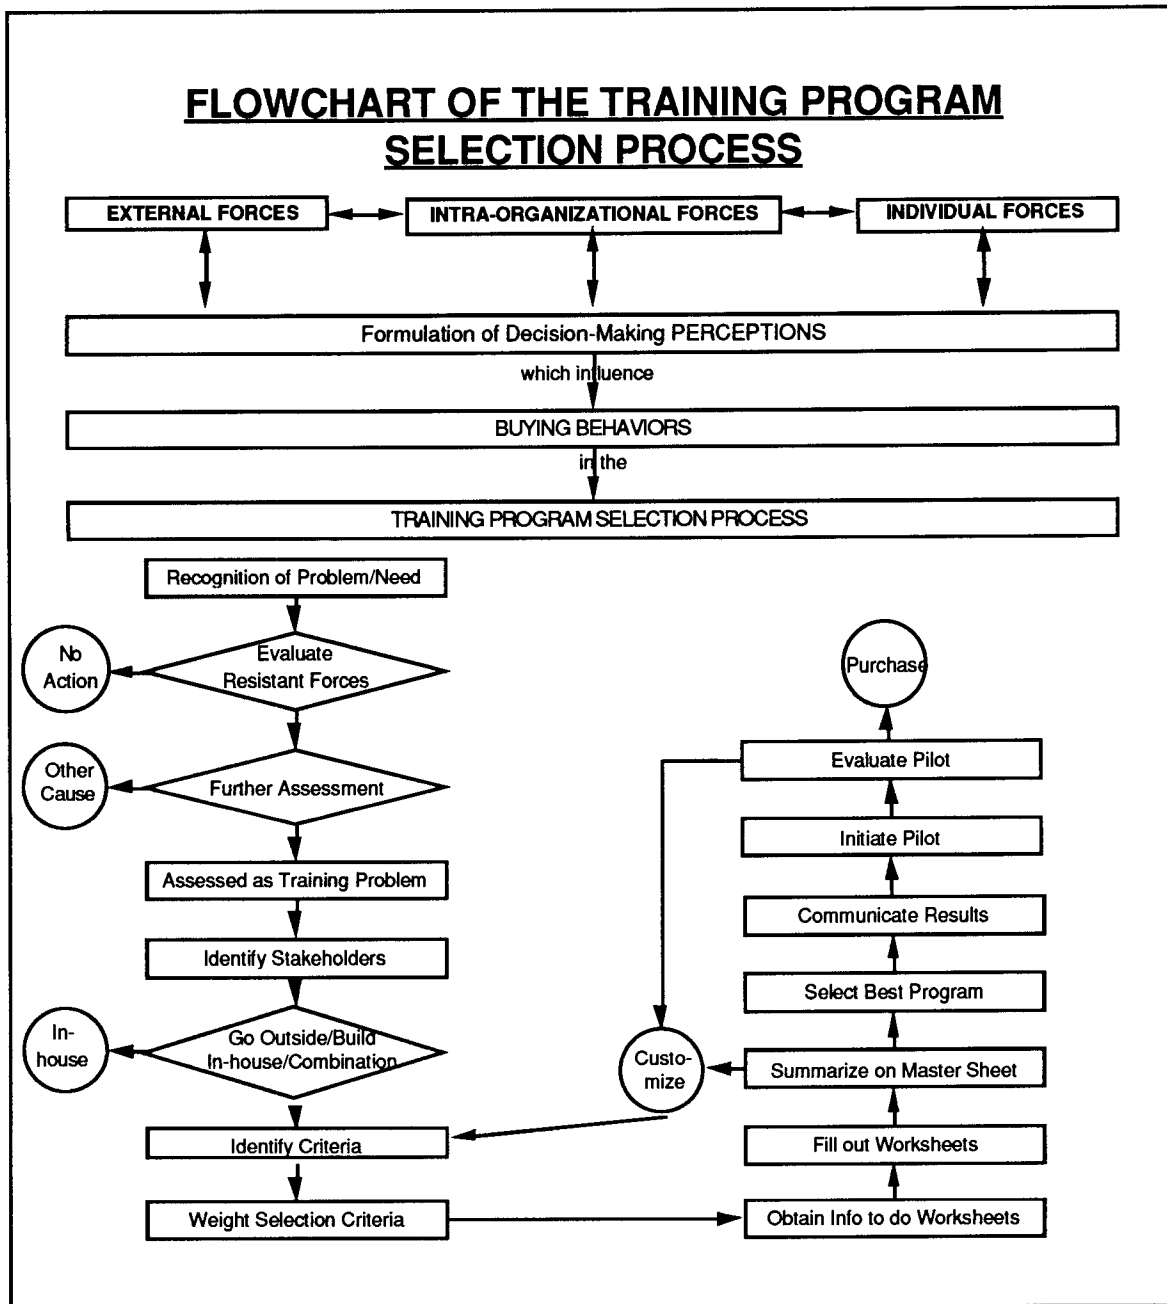 FLOWCHART OF THE TRAINING PROGRAM
SELECTION PROCESS
EXTERNAL FORCES
INTRA-ORGANIZATIONAL FORCES
INDIVIDUAL FORCES
Formulation of Decision-Making PERCEPTIONS
which influence
BUYING BEHAVIORS
in the
TRAINING PROGRAM SELECTION PROCESS
Recognition of Problem/Need
No
Action
Evaluate
Resistant Forces
Other
Cause
Further Assessment
Assessed as Training Problem
Identify Stakeholders
In-
house
Go Outside/Build
In-house/Combination
Identify Criteria
Weight Selection Criteria
Purchase
Evaluate Pilot
Initiate Pilot
Communicate Results
Select Best Program
Custo-
mize
Summarize on Master Sheet
Fill out Worksheets
Obtain Info to do Worksheets